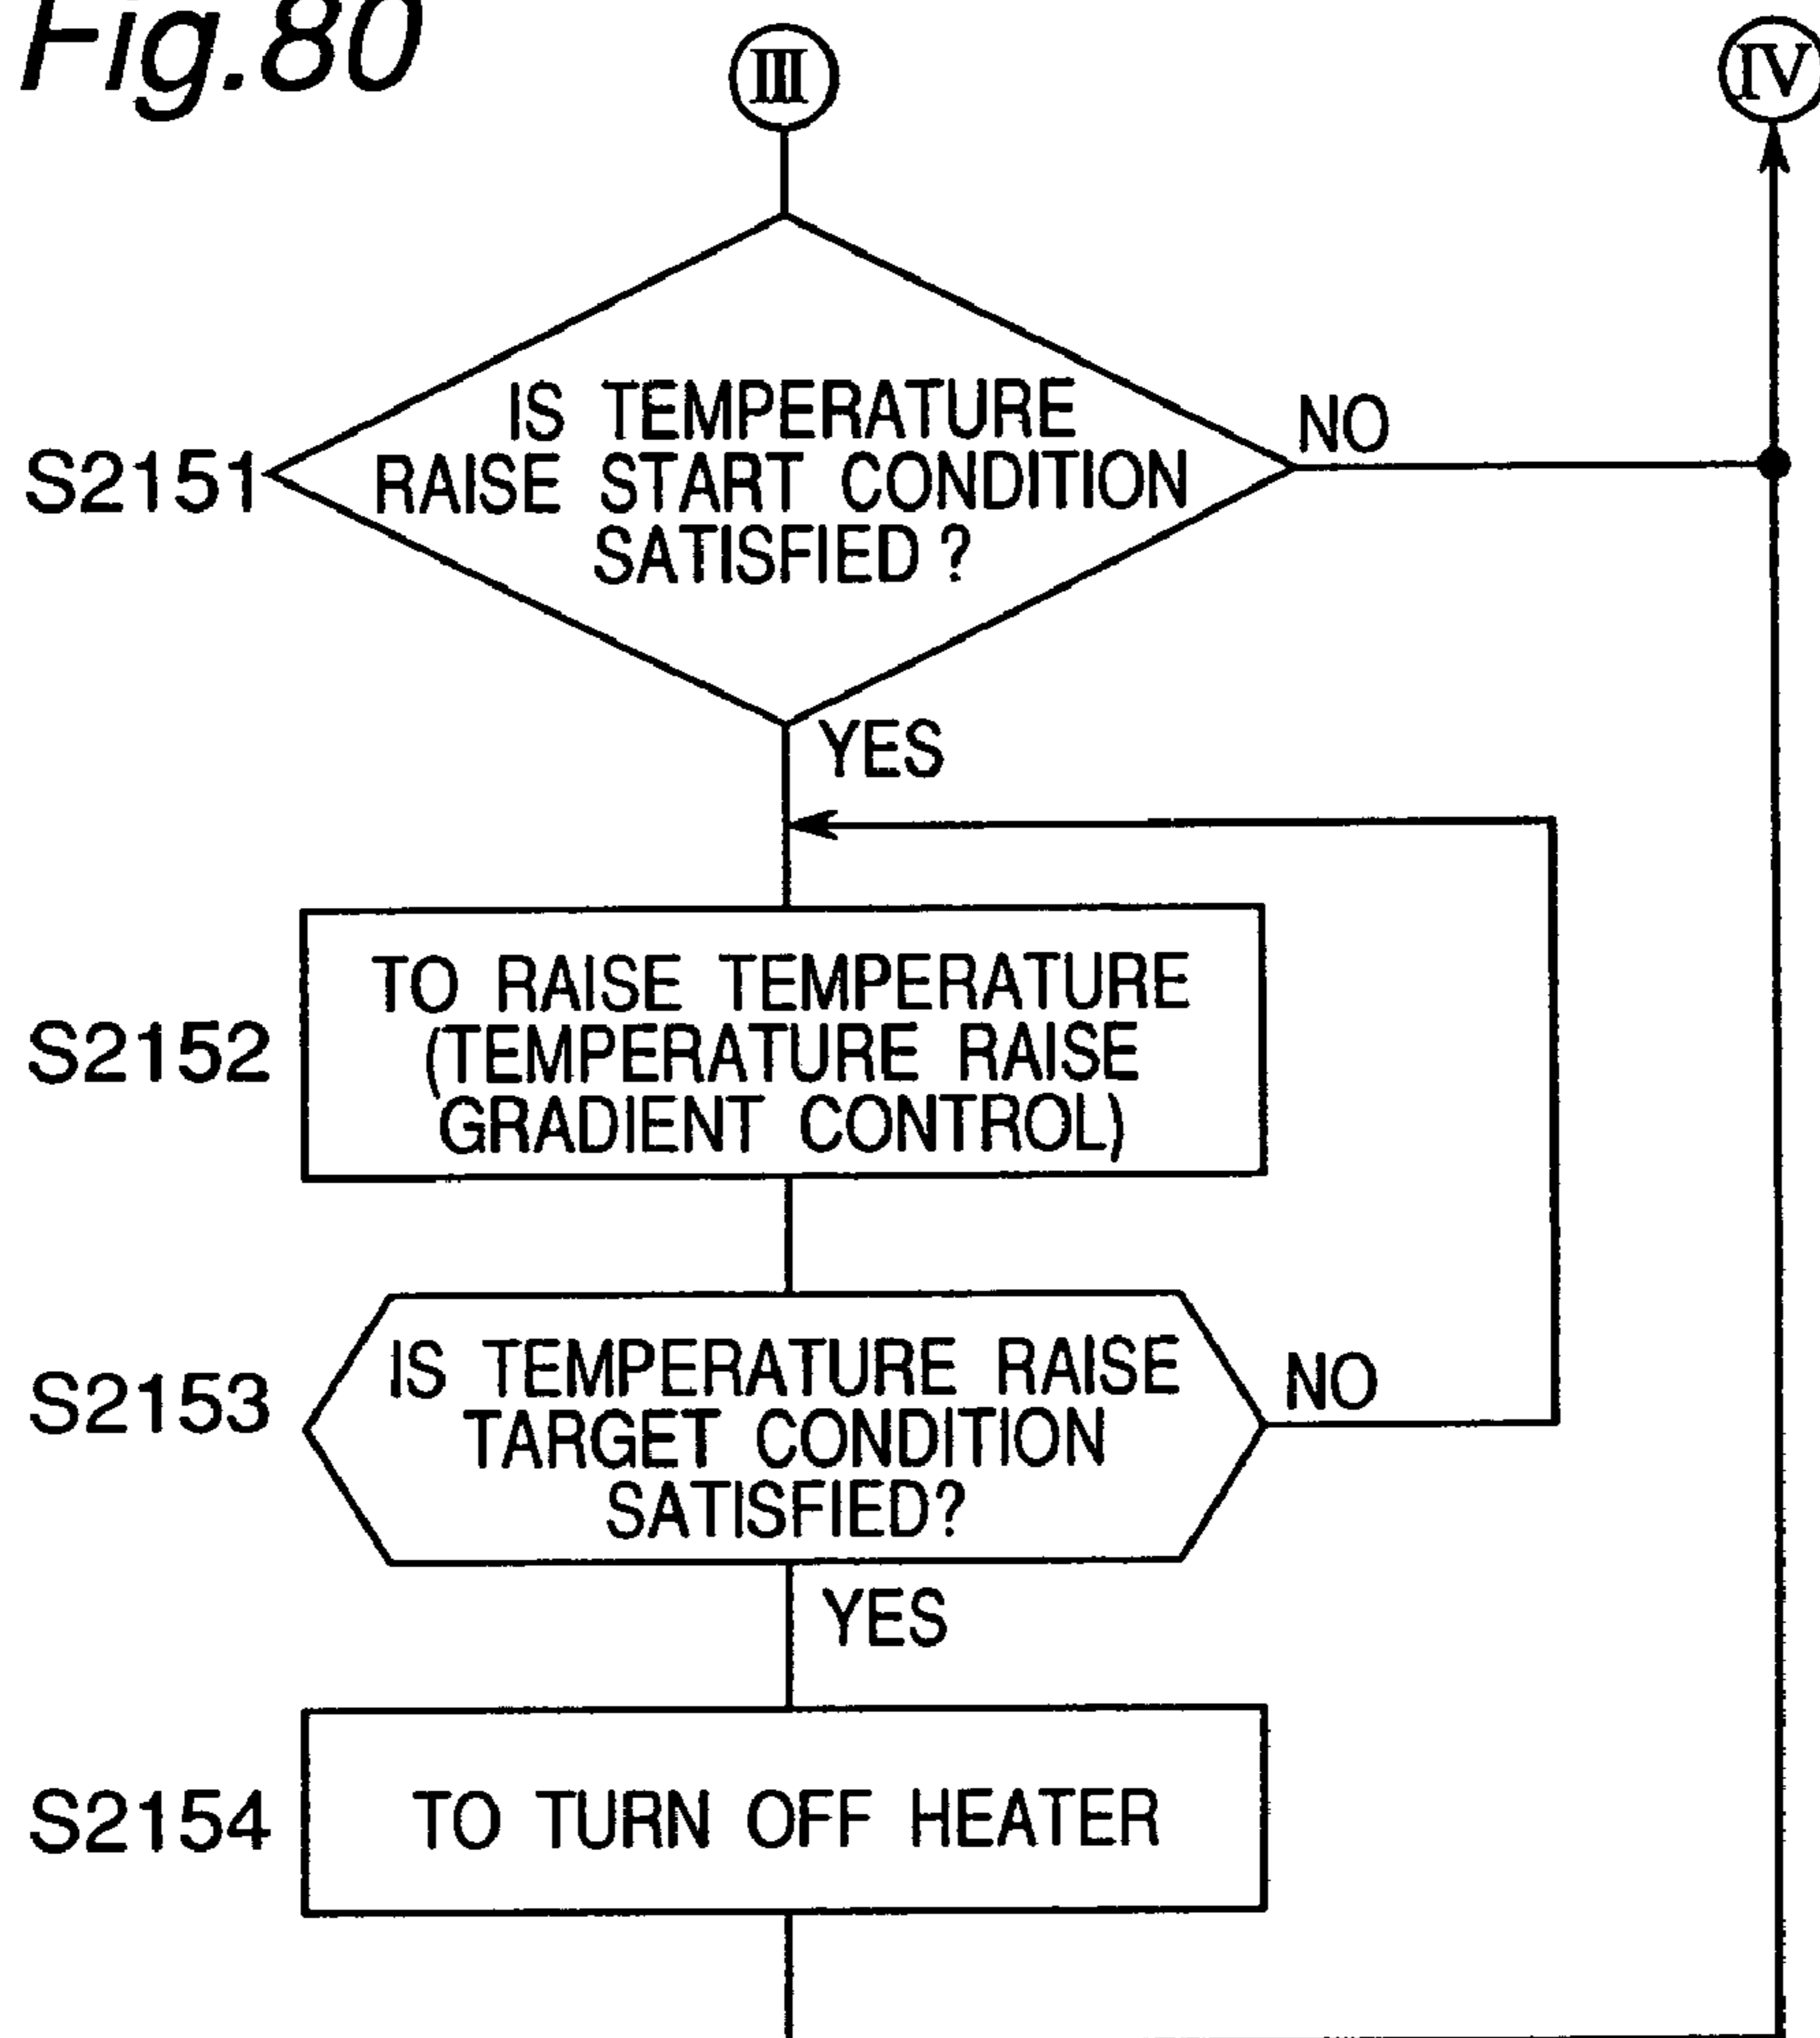 Fig.80
III
IV
IS TEMPERATURE
RAISE START CONDITION
SATISFIED ?
S2151
NO
YES
TO RAISE TEMPERATURE
(TEMPERATURE RAISE
GRADIENT CONTROL)
S2152
IS TEMPERATURE RAISE
TARGET CONDITION
SATISFIED?
S2153
NO
YES
S2154
TO TURN OFF HEATER